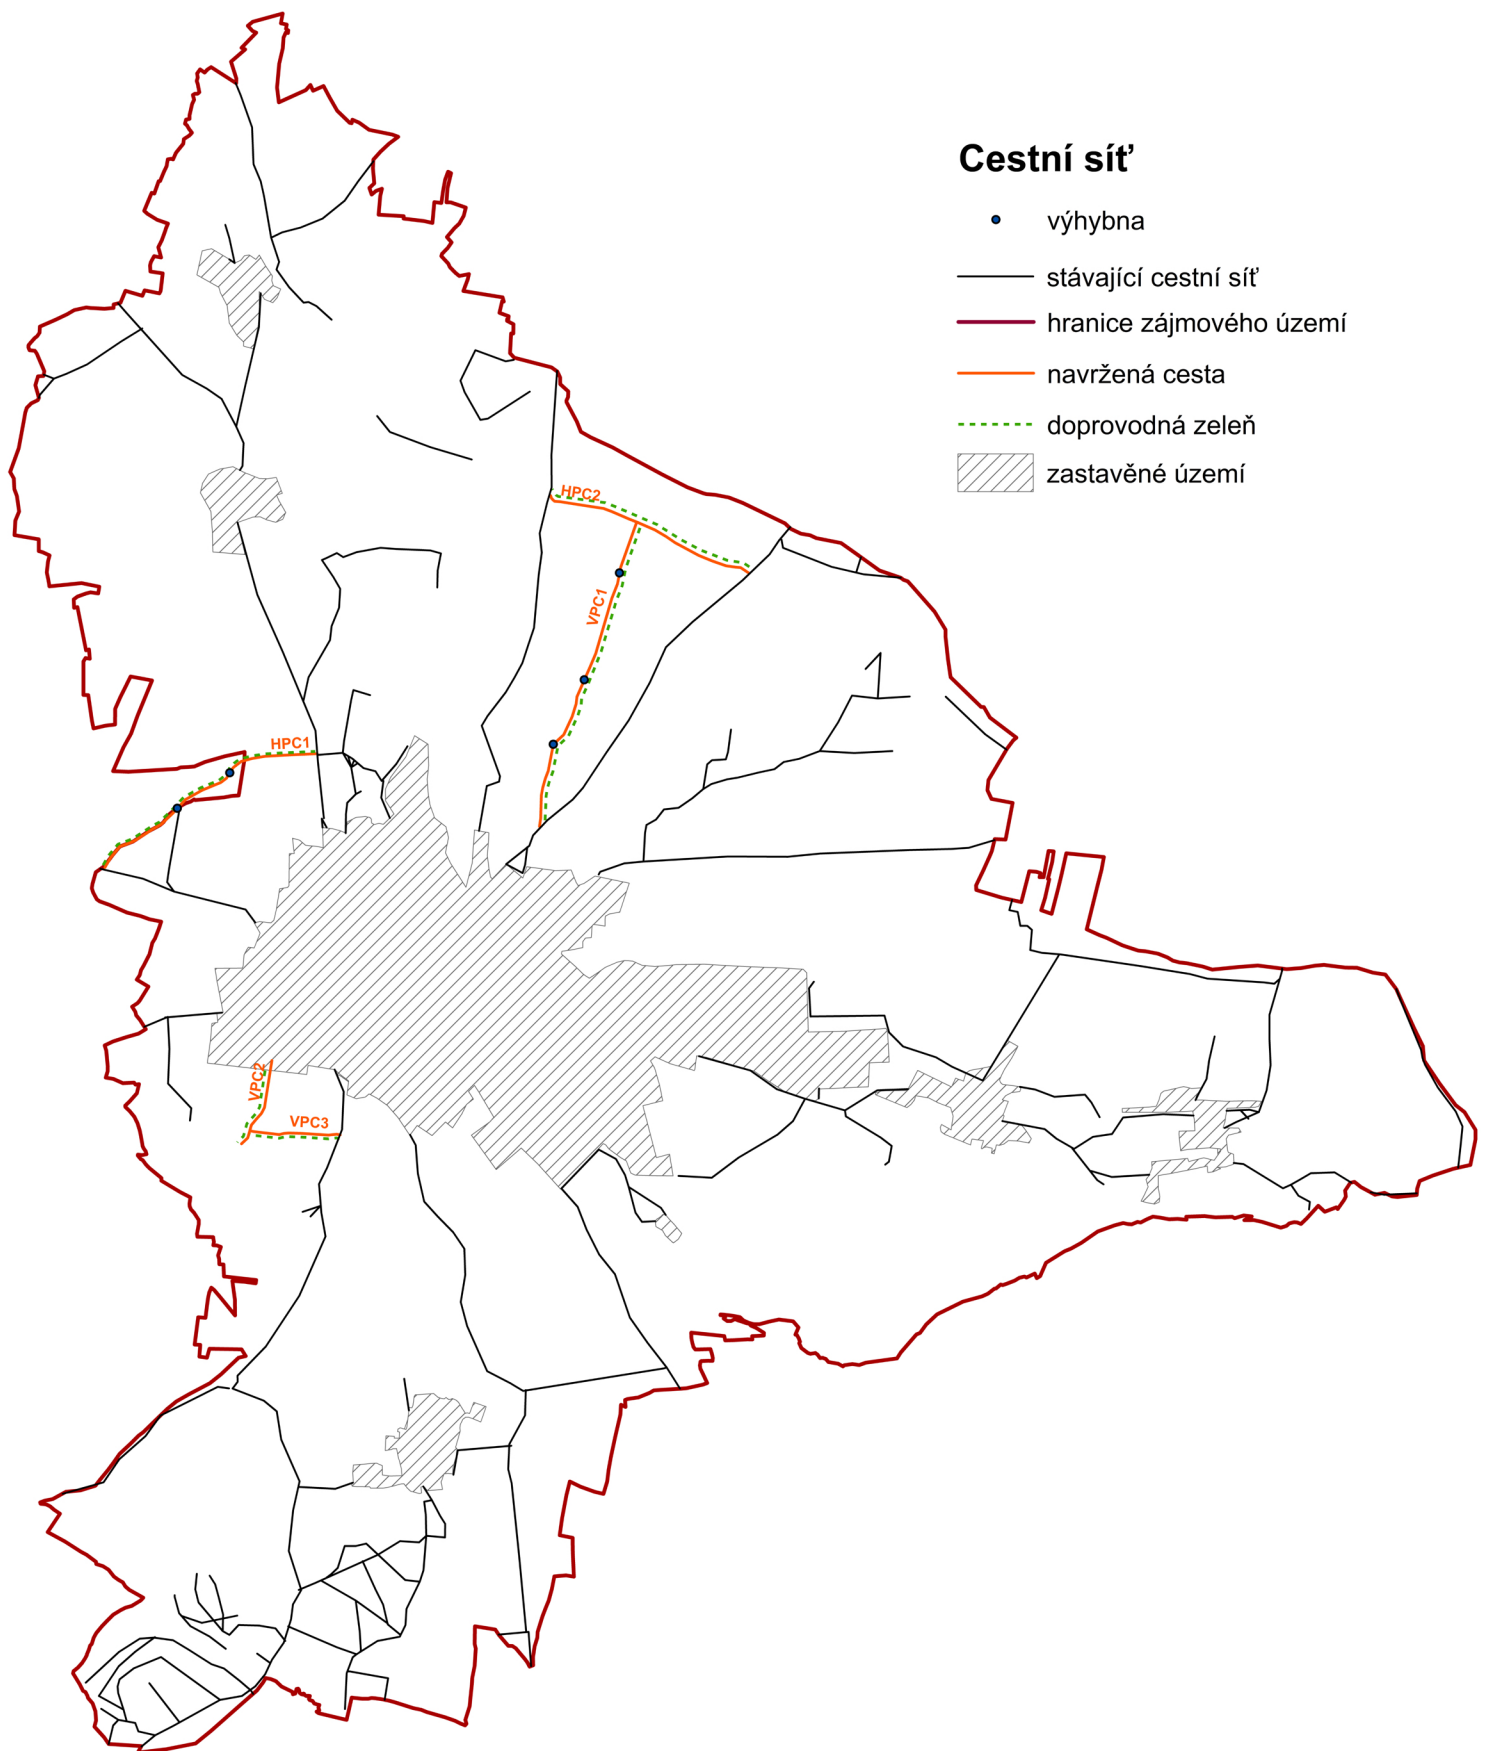 Cestní síť
výhybna
stávající cestní síť
hranice zájmového území
navržená cesta
doprovodná zeleň
zastavěné území
HPC2
VPC1
HPC1
VPC2
VPC3